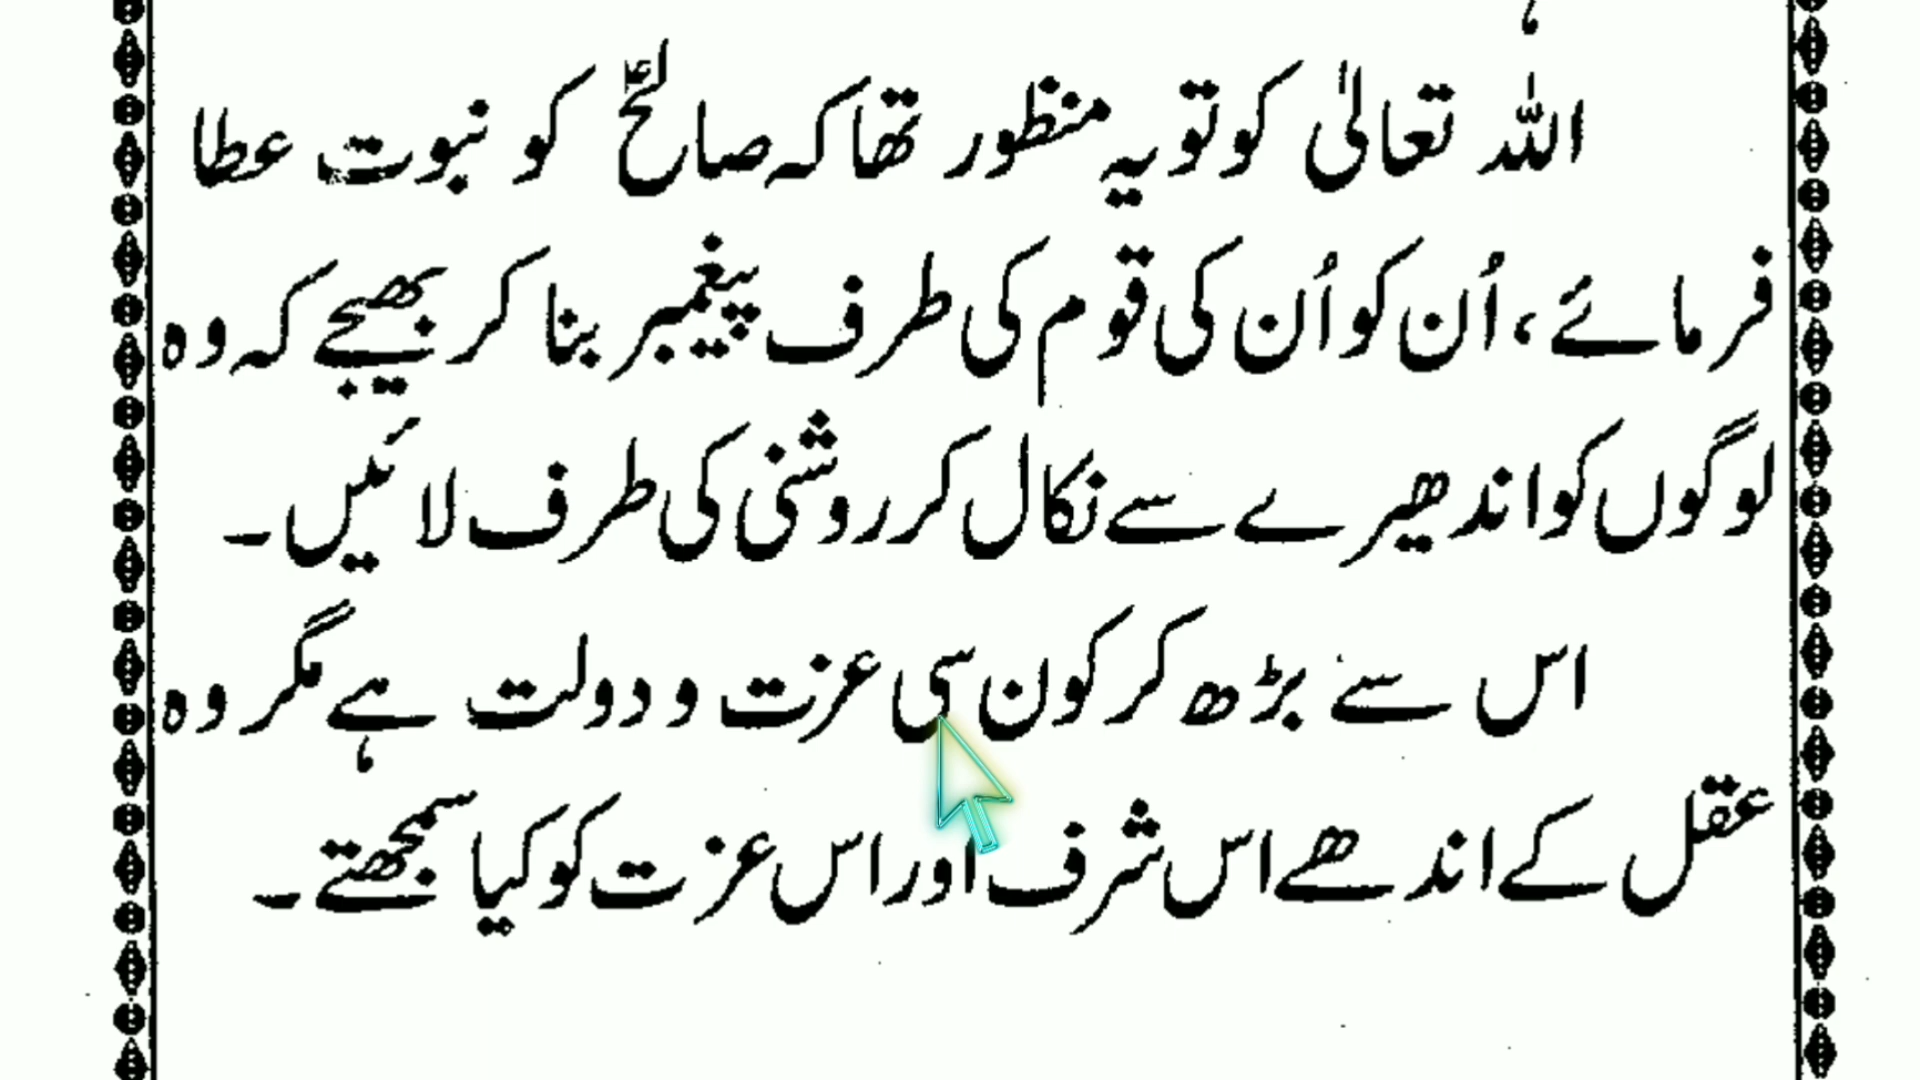 اللہ تعالیٰ کو تو یہ منظور تھا کہ صالحؑ کو نبوت عطا
فرمائے، اُن کو اُن کی قوم کی طرف پیغمبر بنا کر بھیجے کہ وہ
لوگوں کو اندھیرے سے نکال کر روشنی کی طرف لائیں۔
اس سے بڑھ کر کون سی عزت و دولت ہے مگر وہ
عقل کے اندھے اس شرف اور اس عزت کو کیا سمجھتے۔